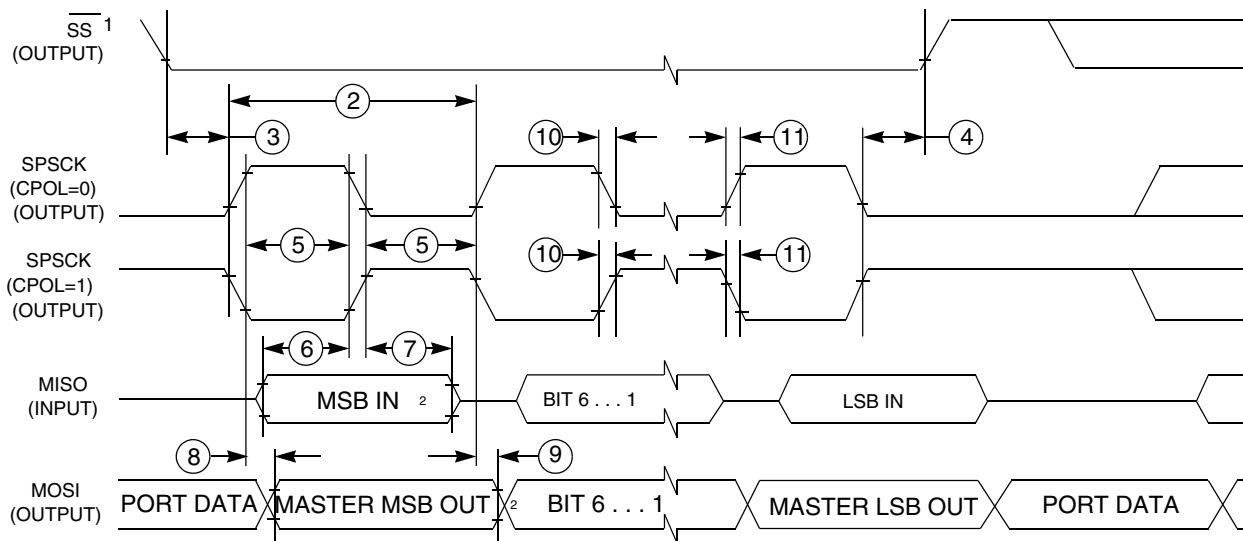 SS 1
(OUTPUT)
2
3
10
11
4
SPSCK
(CPOL=0)
(OUTPUT)
5
5
SPSCK
(CPOL=1)
(OUTPUT)
10
11
6
7
MISO
(INPUT)
MSB IN 2
BIT 6 . . . 1
LSB IN
8
9
MOSI
(OUTPUT)
PORT DATA
MASTER MSB OUT 2
BIT 6 . . . 1
MASTER LSB OUT
PORT DATA